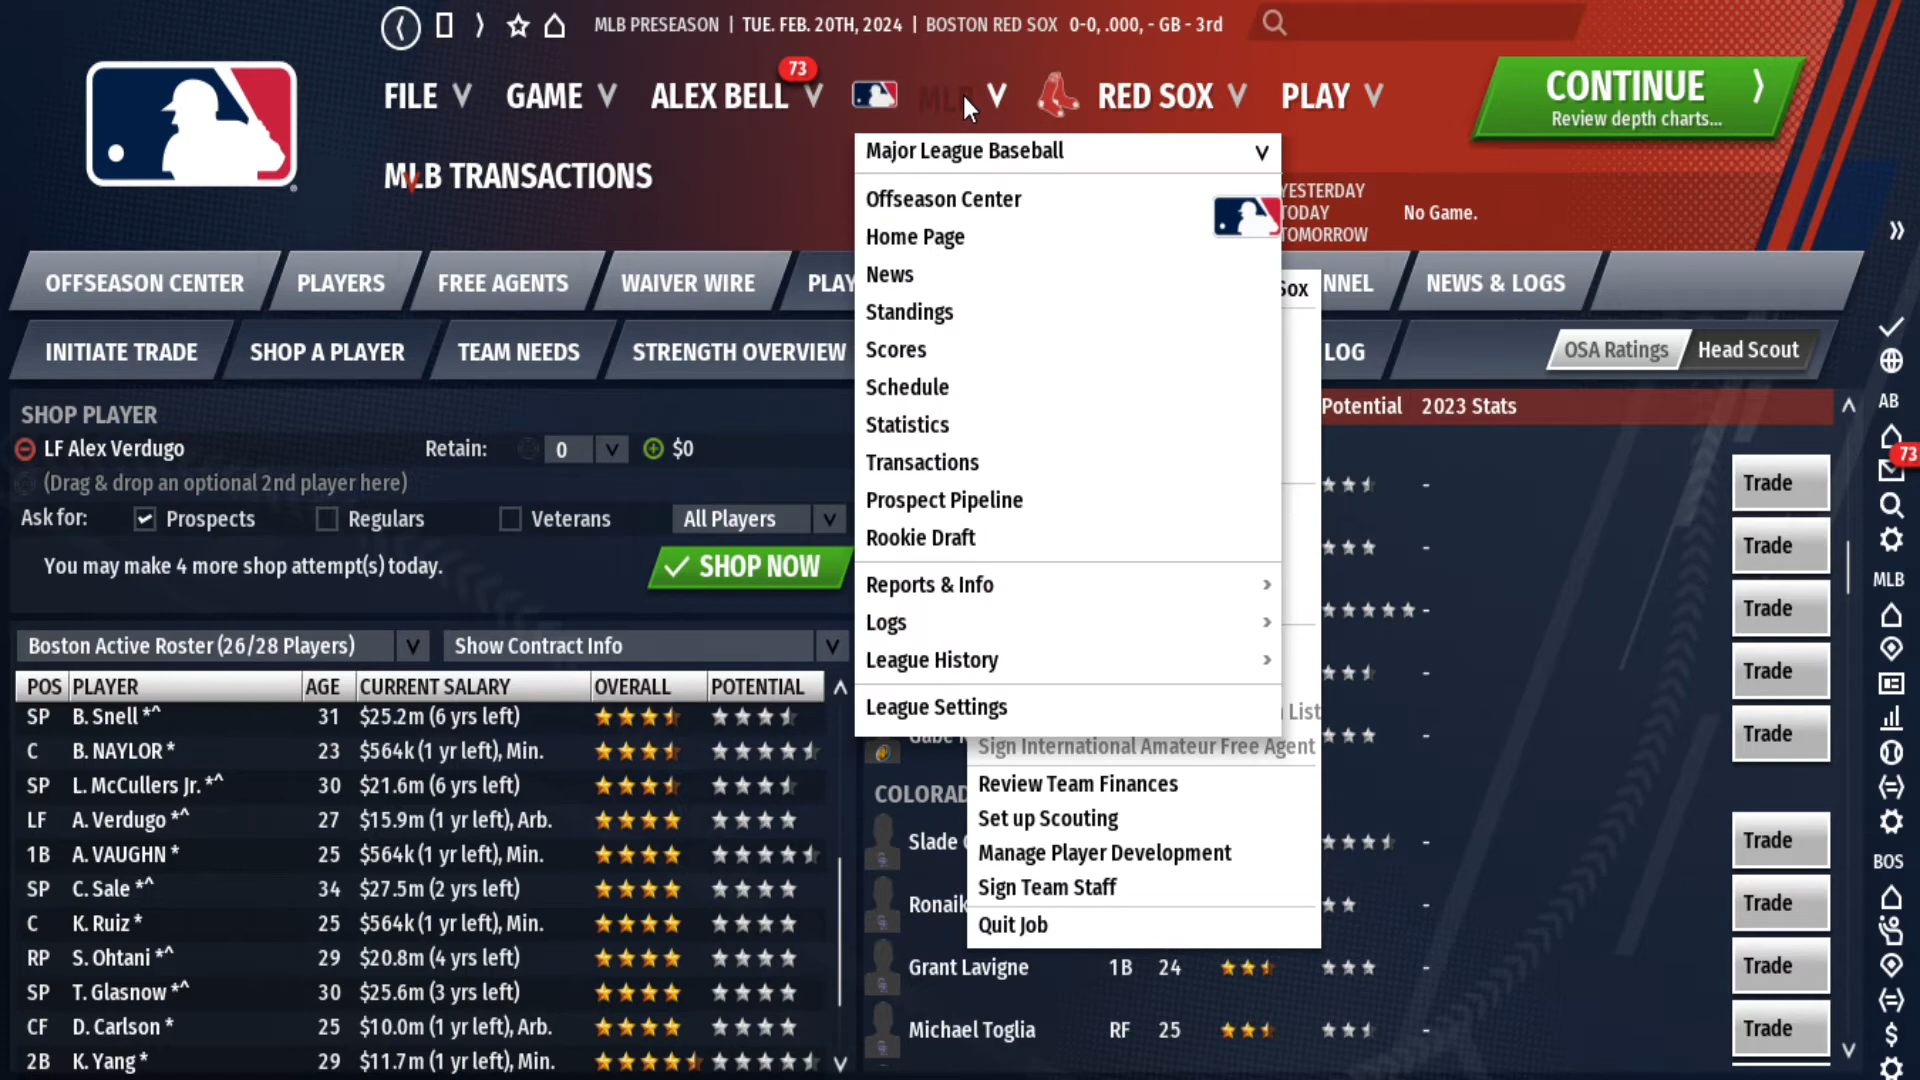 MLB PRESEASON | TUE. FEB. 20TH, 2024 | BOSTON RED SOX 0-0, .000, - GB - 3rd
FILE GAME ALEX BELL 73 MLB RED SOX PLAY
CONTINUE
Review depth charts...
MLB TRANSACTIONS
YESTERDAY
TODAY
TOMORROW
No Game.
OFFSEASON CENTER PLAYERS FREE AGENTS WAIVER WIRE NEWS & LOGS
INITIATE TRADE SHOP A PLAYER TEAM NEEDS STRENGTH OVERVIEW LOG
OSA Ratings Head Scout
Major League Baseball
Offseason Center
Home Page
News
Standings
Scores
Schedule
Statistics
Transactions
Prospect Pipeline
Rookie Draft
Reports & Info
Logs
League History
League Settings
Sox
List
Sign International Amateur Free Agent
Review Team Finances
Set up Scouting
Manage Player Development
Sign Team Staff
Quit Job
SHOP PLAYER
LF Alex Verdugo Retain: 0 $0
(Drag & drop an optional 2nd player here)
Ask for: Prospects Regulars Veterans All Players
You may make 4 more shop attempt(s) today.
SHOP NOW
Boston Active Roster (26/28 Players) Show Contract Info
POS PLAYER AGE CURRENT SALARY OVERALL POTENTIAL
SP B. Snell *^ 31 $25.2m (6 yrs left)
C B. NAYLOR * 23 $564k (1 yr left), Min.
SP L. McCullers Jr. *^ 30 $21.6m (6 yrs left)
LF A. Verdugo *^ 27 $15.9m (1 yr left), Arb.
1B A. VAUGHN * 25 $564k (1 yr left), Min.
SP C. Sale *^ 34 $27.5m (2 yrs left)
C K. Ruiz * 25 $564k (1 yr left), Min.
RP S. Ohtani *^ 29 $20.8m (4 yrs left)
SP T. Glasnow *^ 30 $25.6m (3 yrs left)
CF D. Carlson * 25 $10.0m (1 yr left), Arb.
2B K. Yang * 29 $11.7m (1 yr left), Min.
Potential 2023 Stats
- Trade
- Trade
- Trade
- Trade
- Trade
COLORAD
Slade - Trade
Ronaik - Trade
Grant Lavigne 1B 24 - Trade
Michael Toglia RF 25 - Trade
AB
73
MLB
BOS